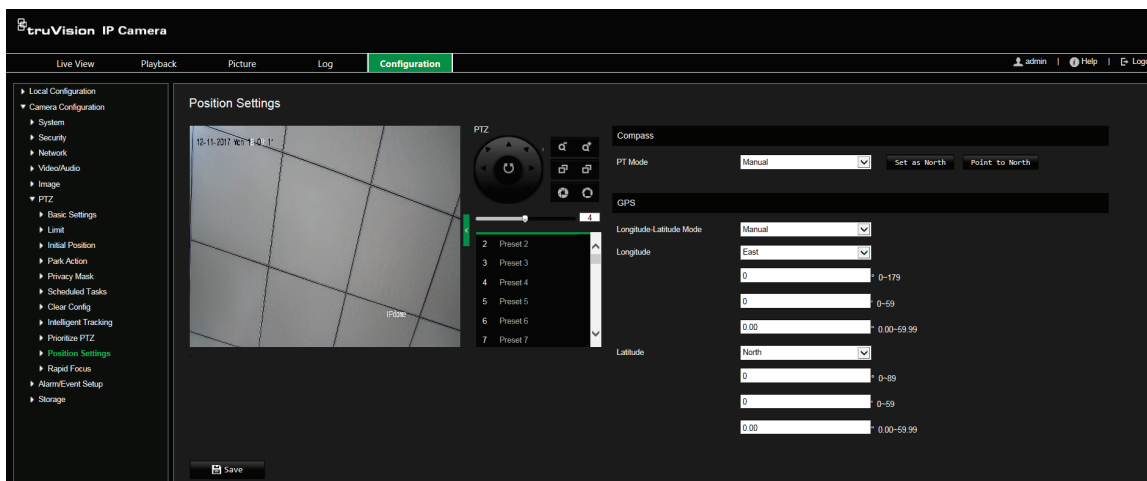 truVision IP Camera
Live View Playback Picture Log Configuration admin | Help |
Local Configuration
Camera Configuration
System
Security
Network
Video/Audio
Image
PTZ
Basic Settings
Limit
Initial Position
Park Action
Privacy Mask
Scheduled Tasks
Clear Config
Intelligent Tracking
Prioritize PTZ
Position Settings
Rapid Focus
Alarm/Event Setup
Storage
Position Settings
12-11-2017
IPdome
PTZ
4
2 Preset 2
3 Preset 3
4 Preset 4
5 Preset 5
6 Preset 6
7 Preset 7
Compass
PT Mode Manual Set as North Point to North
GPS
Longitude-Latitude Mode Manual
Longitude East
0 ° 0~179
0 ' 0~59
0.00 " 0.00~59.99
Latitude North
0 ° 0~89
0 ' 0~59
0.00 " 0.00~59.99
Save